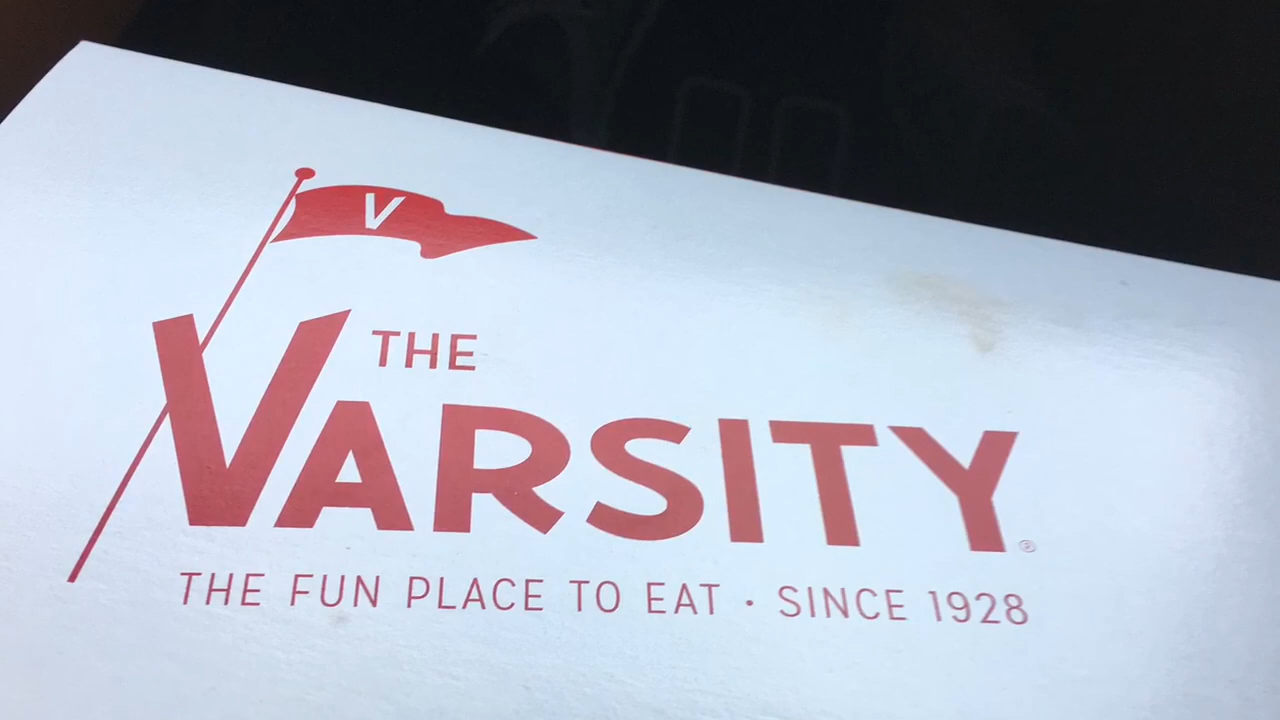 V
THE
VARSITY®
THE FUN PLACE TO EAT · SINCE 1928